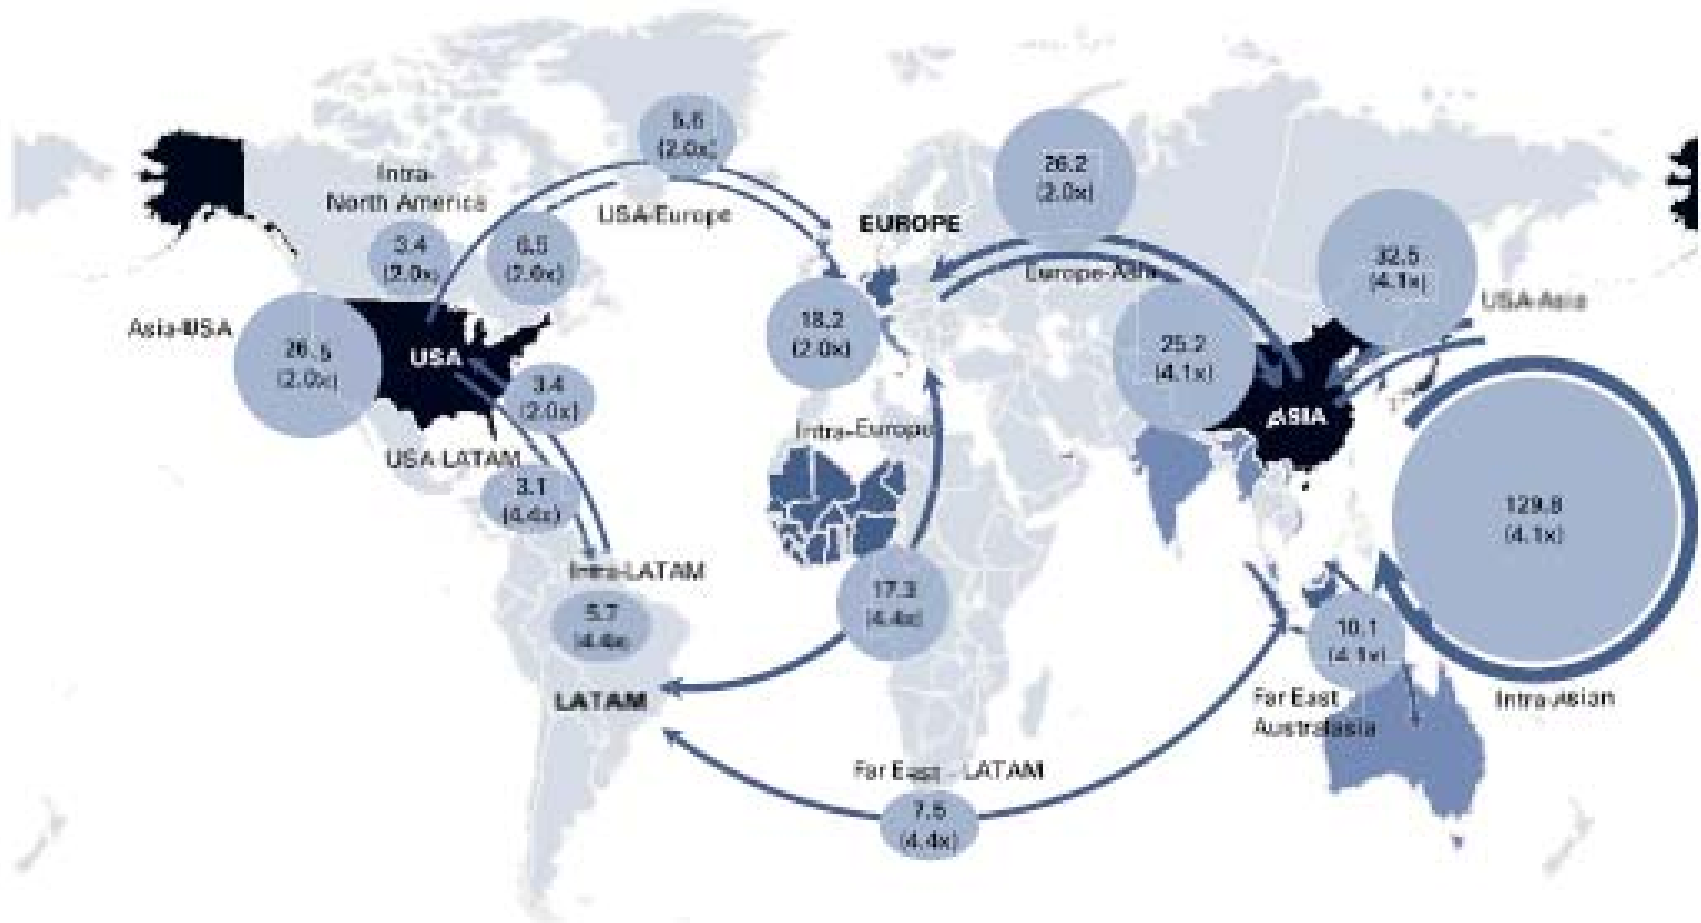 5.6
(2.0x)
Intra-
North America
3.4
(2.0x)
6.5
(2.0x)
USA-Europe
EUROPE
26.2
(2.0x)
Europe-Asia
32.5
(4.1x)
USA-Asia
Asia-USA
26.5
(2.0x)
USA
3.4
(2.0x)
USA-LATAM
3.1
(4.4x)
18.2
(2.0x)
Intra-Europe
25.2
(4.1x)
ASIA
129.8
(4.1x)
Intra-Asian
Intra-LATAM
5.7
(4.4x)
LATAM
17.3
(4.4x)
10.1
(4.1x)
Far East
Australasia
Far East - LATAM
7.5
(4.4x)